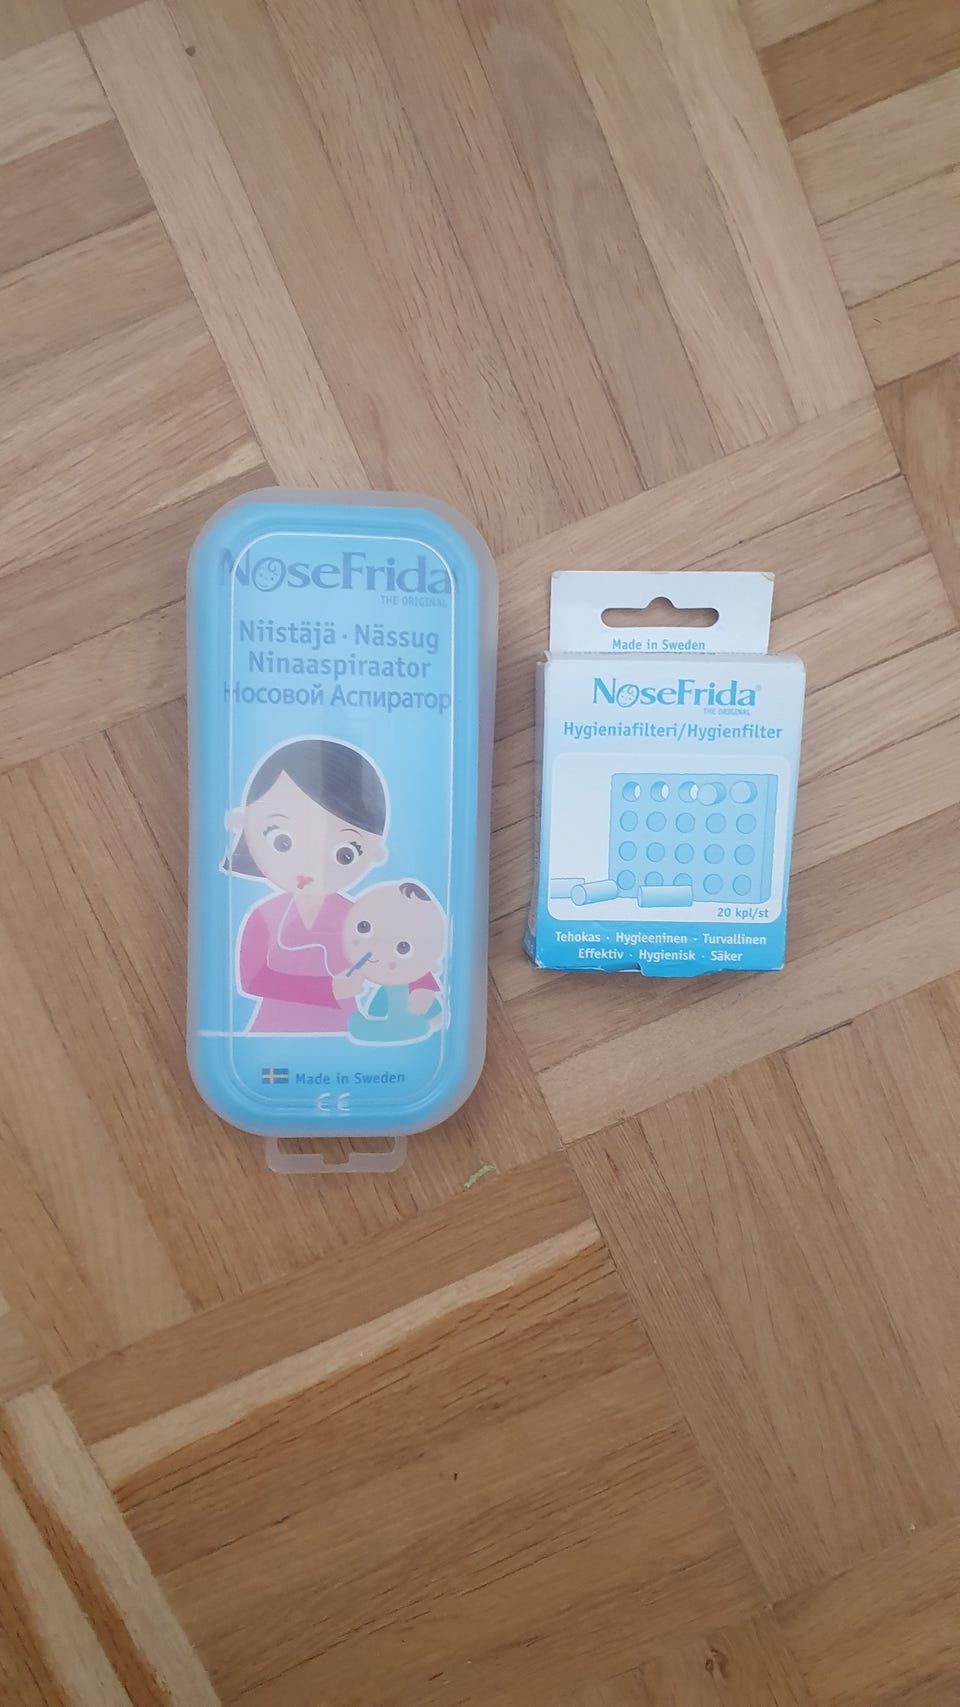 NoseFrida
THE ORIGINAL
Niistäjä · Nässug
Ninaaspiraator
Носовой Аспиратор
Made in Sweden
CE
Made in Sweden
NoseFrida®
THE ORIGINAL
Hygieniafilteri/Hygienfilter
20 kpl/st
Tehokas · Hygieeninen - Turvallinen
Effektiv · Hygienisk · Säker